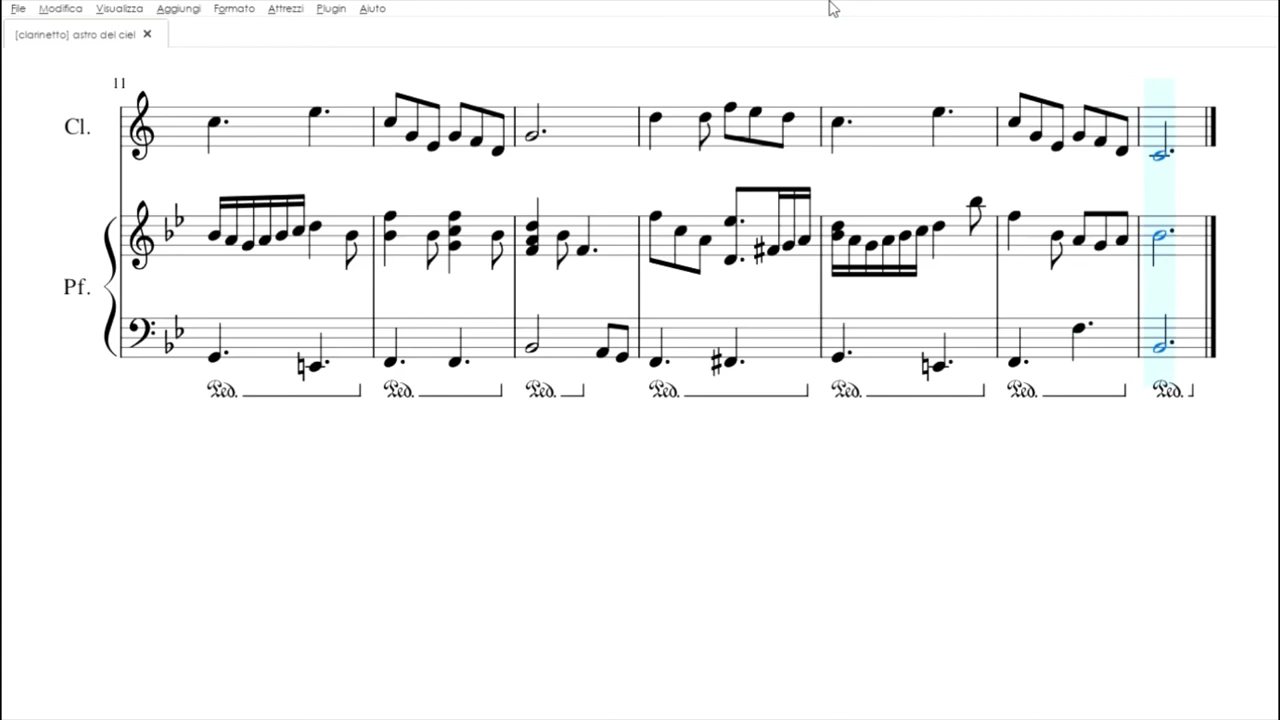 File Modifica Visualizza Aggiungi Formato Attrezzi Plugin Aiuto
[clarinetto] astro del ciel ✕
11
Cl.
Pf.
Ped. Ped. Ped. Ped. Ped. Ped. Ped.